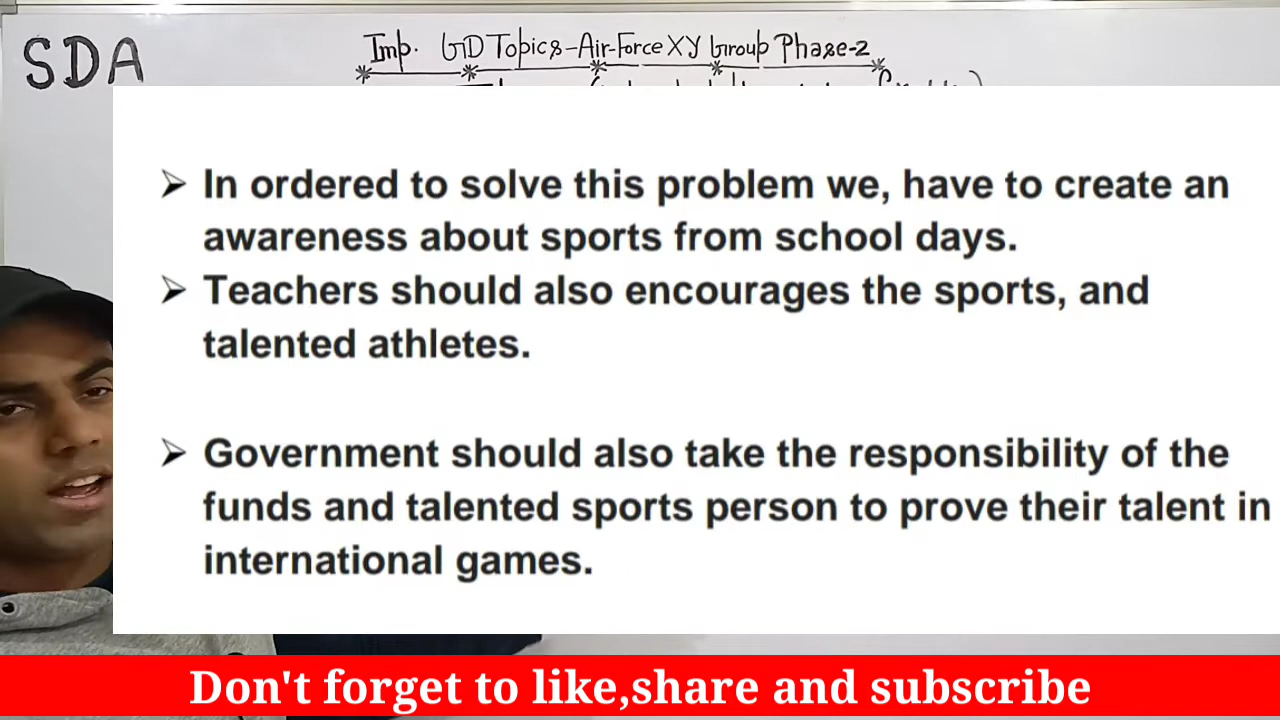 SDA
Imp. GD Topics-Air-Force XY Group Phase-2
➢ In ordered to solve this problem we, have to create an
awareness about sports from school days.
➢ Teachers should also encourages the sports, and
talented athletes.
➢ Government should also take the responsibility of the
funds and talented sports person to prove their talent in
international games.
Don't forget to like,share and subscribe